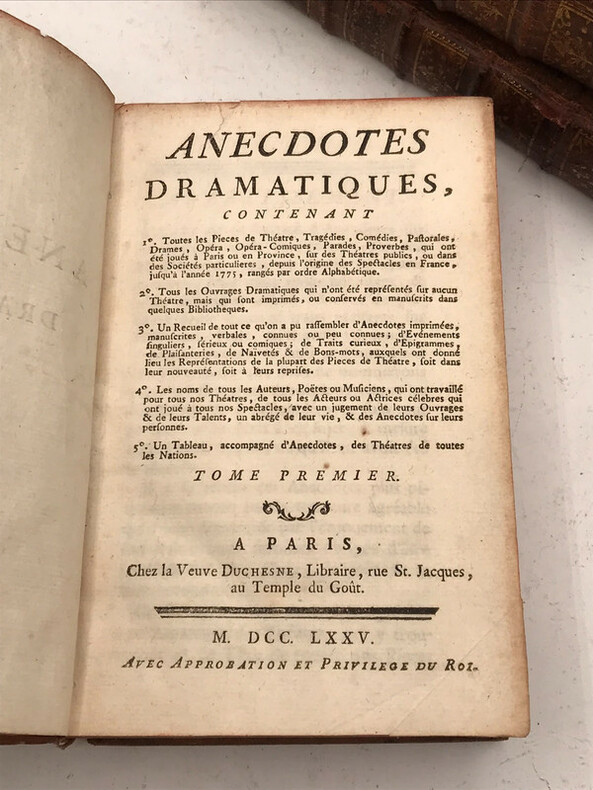 ANECDOTES
DRAMATIQUES,
CONTENANT
1°. Toutes les Pieces de Théatre, Tragédies, Comédies, Paſtorales,
Drames, Opéra, Opéra-Comiques, Parades, Proverbes, qui ont
été joués à Paris ou en Province, ſur des Théatres publics, ou dans
des Sociétés particulieres, depuis l'origine des Spectacles en France,
juſqu'à l'année 1775, rangés par ordre Alphabétique.
2°. Tous les Ouvrages Dramatiques qui n'ont été repréſentés ſur aucun
Théatre, mais qui ſont imprimés, ou conſervés en manuſcrits dans
quelques Bibliotheques.
3°. Un Recueil de tout ce qu'on a pu raſſembler d'Anecdotes imprimées,
manuſcrites, verbales, connues ou peu connues; d'Evénements
ſinguliers, ſérieux ou comiques; de Traits curieux, d'Epigrammes,
de Plaiſanteries, de Naïvetés & de Bons-mots, auxquels ont donné
lieu les Repréſentations de la plupart des Pieces de Théatre, ſoit dans
leur nouveauté, ſoit à leurs repriſes.
4°. Les noms de tous les Auteurs, Poëtes ou Muſiciens, qui ont travaillé
pour tous nos Théatres, de tous les Acteurs ou Actrices célebres qui
ont joué à tous nos Spectacles, avec un jugement de leurs Ouvrages
& de leurs Talents, un abrégé de leur vie, & des Anecdotes ſur leurs
perſonnes.
5°. Un Tableau, accompagné d'Anecdotes, des Théatres de toutes
les Nations.
TOME PREMIER.
A PARIS,
Chez la Veuve DUCHESNE, Libraire, rue St. Jacques,
au Temple du Goût.
M. DCC. LXXV.
AVEC APPROBATION ET PRIVILEGE DU ROI.